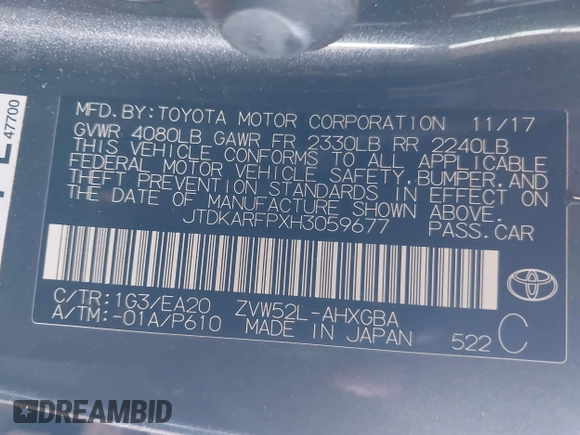 47700
MFD. BY: TOYOTA MOTOR CORPORATION 11/17
GVWR 4080LB GAWR FR 2330LB RR 2240LB
THIS VEHICLE CONFORMS TO ALL APPLICABLE
FEDERAL MOTOR VEHICLE SAFETY, BUMPER, AND
THEFT PREVENTION STANDARDS IN EFFECT ON
THE DATE OF MANUFACTURE SHOWN ABOVE.
JTDKARFPXH3059677 PASS. CAR
C/TR: 1G3/EA20 ZVW52L-AHXGBA
A/TM: -01A/P610 MADE IN JAPAN 522 C
DREAMBID